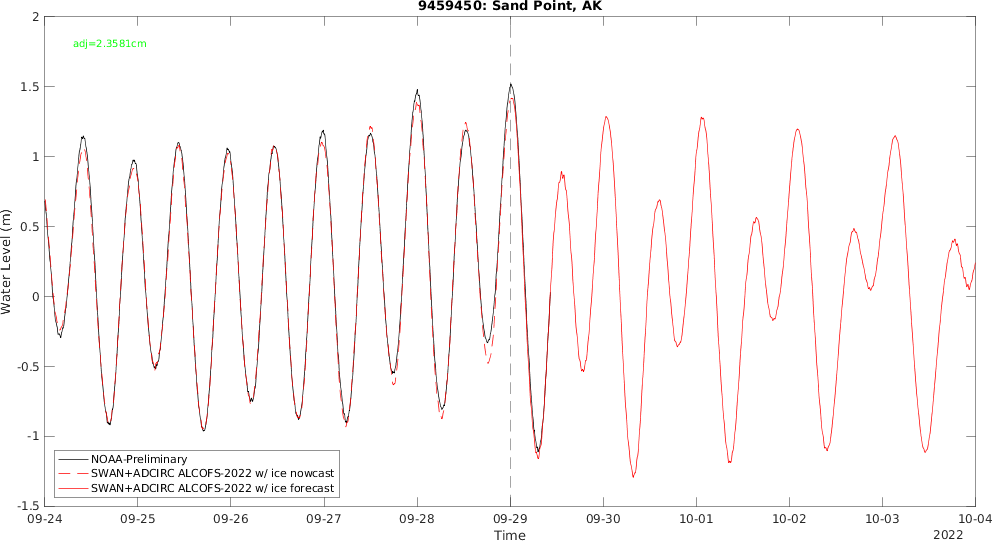 9459450: Sand Point, AK
adj=2.3581cm
Water Level (m)
2
1.5
1
0.5
0
-0.5
-1
-1.5
NOAA-Preliminary
SWAN+ADCIRC ALCOFS-2022 w/ ice nowcast
SWAN+ADCIRC ALCOFS-2022 w/ ice forecast
09-24 09-25 09-26 09-27 09-28 09-29 09-30 10-01 10-02 10-03 10-04
Time
2022